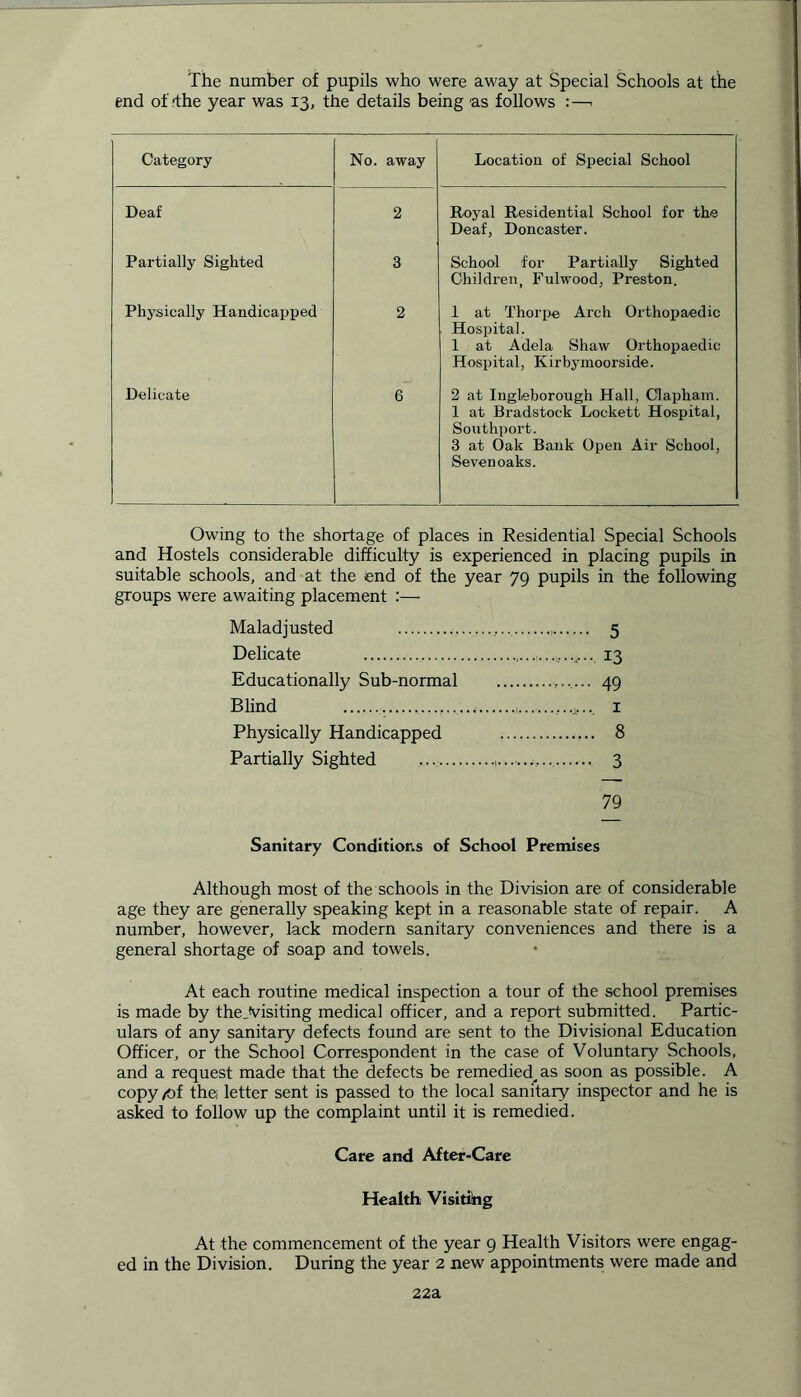 The number of pupils who were away at Special Schools at the
end of the year was 13, the details being as follows :—
Category No. away Location of Special School
Deaf 2 Royal Residential School for the
Deaf, Doncaster.
Partially Sighted 3 School for Partially Sighted
Children, Fulwood, Preston.
Physically Handicapped 2 1 at Thorpe Arch Orthopaedic
Hospital.
1 at Adela Shaw Orthopaedic
Hospital, Kirbymoorside.
Delicate 6 2 at Ingleborough Hall, Clapham.
1 at Bradstock Lockett Hospital,
Southport.
3 at Oak Bank Open Air School,
Sevenoaks.
Owing to the shortage of places in Residential Special Schools
and Hostels considerable difficulty is experienced in placing pupils in
suitable schools, and at the end of the year 79 pupils in the following
groups were awaiting placement :—
Maladjusted .............................. 5
Delicate .............................. 13
Educationally Sub-normal ............... 49
Blind .............................. 1
Physically Handicapped ............... 8
Partially Sighted .............................. 3
79
Sanitary Conditions of School Premises
Although most of the schools in the Division are of considerable
age they are generally speaking kept in a reasonable state of repair. A
number, however, lack modern sanitary conveniences and there is a
general shortage of soap and towels.
At each routine medical inspection a tour of the school premises
is made by the visiting medical officer, and a report submitted. Partic-
ulars of any sanitary defects found are sent to the Divisional Education
Officer, or the School Correspondent in the case of Voluntary Schools,
and a request made that the defects be remedied as soon as possible. A
copy of the letter sent is passed to the local sanitary inspector and he is
asked to follow up the complaint until it is remedied.
Care and After-Care
Health Visiting
At the commencement of the year 9 Health Visitors were engag-
ed in the Division. During the year 2 new appointments were made and
22a